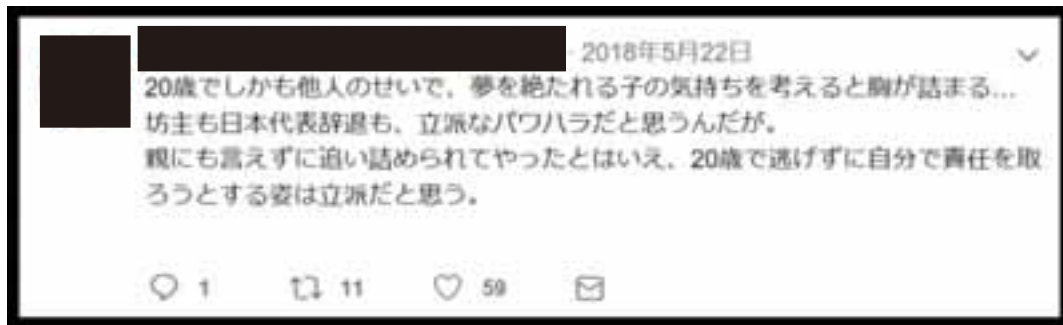 · 2018年5月22日
20歳でしかも他人のせいで、夢を絶たれる子の気持ちを考えると胸が詰まる...
坊主も日本代表辞退も、立派なパワハラだと思うんだが。
親にも言えずに追い詰められてやったとはいえ、20歳で逃げずに自分で責任を取
ろうとする姿は立派だと思う。
1 11 59